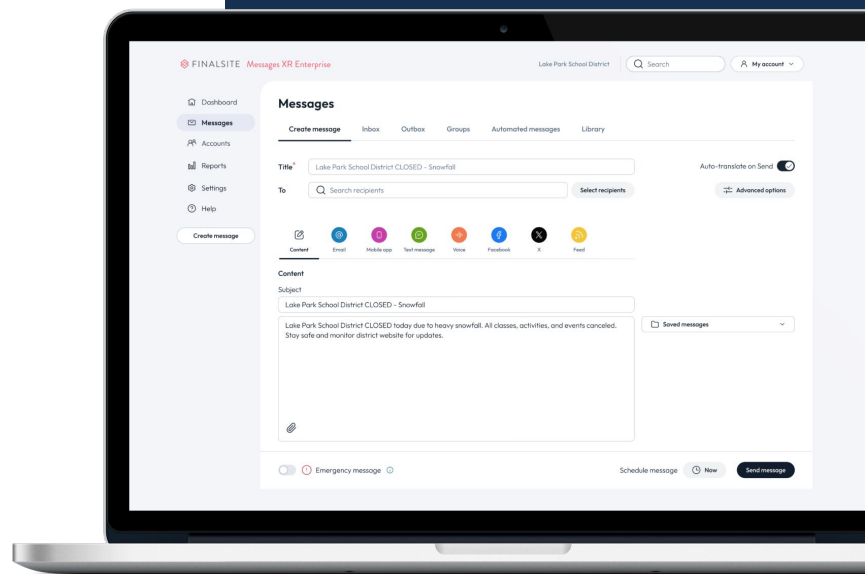 FINALSITE Messages XR Enterprise
Lake Park School District
Search
My account
Dashboard
Messages
Accounts
Reports
Settings
Help
Create message
Messages
Create message Inbox Outbox Groups Automated messages Library
Title* Lake Park School District CLOSED - Snowfall
Auto-translate on Send
To Search recipients Select recipients
Advanced options
Content Email Mobile app Text message Voice Facebook X Feed
Content
Subject
Lake Park School District CLOSED - Snowfall
Lake Park School District CLOSED today due to heavy snowfall. All classes, activities, and events canceled.
Stay safe and monitor district website for updates.
Saved messages
Emergency message
Schedule message Now Send message